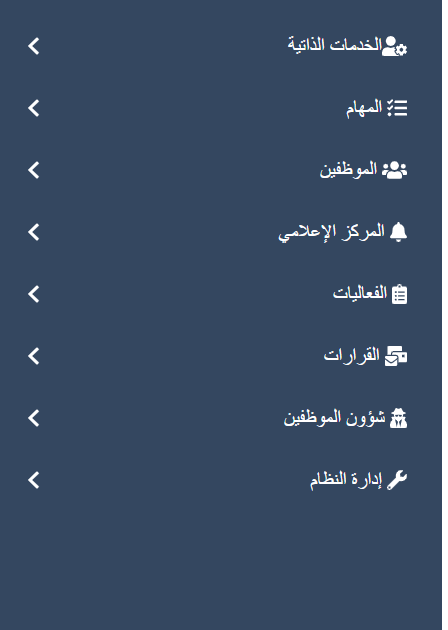 الخدمات الذاتية
المهام
الموظفين
المركز الإعلامي
الفعاليات
القرارات
شؤون الموظفين
إدارة النظام